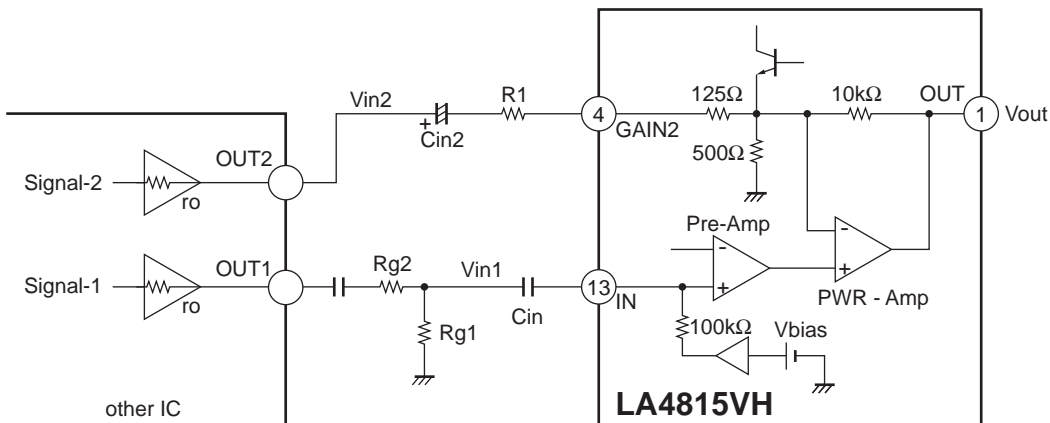 Vin2
+
Cin2
R1
4
GAIN2
125Ω
10kΩ
OUT
1
Vout
500Ω
Signal-2
ro
OUT2
Pre-Amp
-
+
-
+
PWR - Amp
Signal-1
ro
OUT1
Rg2
Vin1
Cin
13
IN
Rg1
100kΩ
Vbias
other IC
LA4815VH